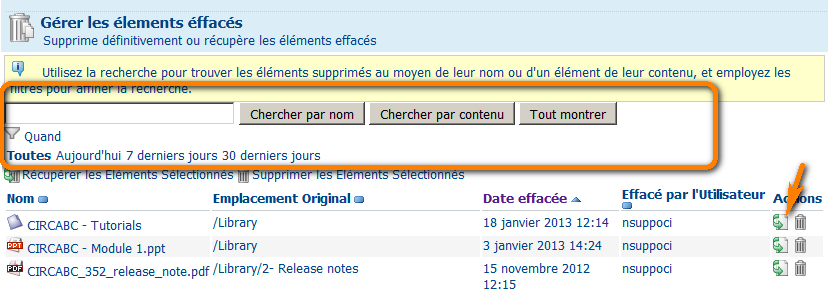 Gérer les élements éffacés
Supprime définitivement ou récupère les éléments effacés
Utilisez la recherche pour trouver les éléments supprimés au moyen de leur nom ou d'un élément de leur contenu, et employez les
filtres pour affiner la recherche.
Chercher par nom Chercher par contenu Tout montrer
Quand
Toutes Aujourd'hui 7 derniers jours 30 derniers jours
Récupérer les Eléments Sélectionnés Supprimer les Eléments Sélectionnés
Nom Emplacement Original Date effacée Effacé par l'Utilisateur Actions
CIRCABC - Tutorials /Library 18 janvier 2013 12:14 nsuppoci
PPT CIRCABC - Module 1.ppt /Library 3 janvier 2013 14:24 nsuppoci
PDF CIRCABC_352_release_note.pdf /Library/2- Release notes 15 novembre 2012 nsuppoci
12:15